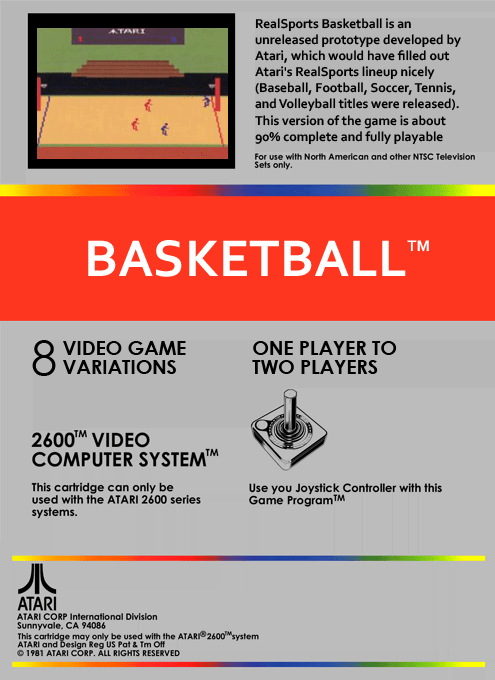 ATARI
RealSports Basketball is an
unreleased prototype developed by
Atari, which would have filled out
Atari's RealSports lineup nicely
(Baseball, Football, Soccer, Tennis,
and Volleyball titles were released).
This version of the game is about
90% complete and fully playable
For use with North American and other NTSC Television
Sets only.
BASKETBALL™
8 VIDEO GAME
VARIATIONS
ONE PLAYER TO
TWO PLAYERS
2600™ VIDEO
COMPUTER SYSTEM™
This cartridge can only be
used with the ATARI 2600 series
systems.
Use you Joystick Controller with this
Game Program™
ATARI
ATARI CORP International Division
Sunnyvale, CA 94086
This cartridge may only be used with the ATARI®2600™system
ATARI and Design Reg US Pat & Tm Off
© 1981 ATARI CORP. ALL RIGHTS RESERVED